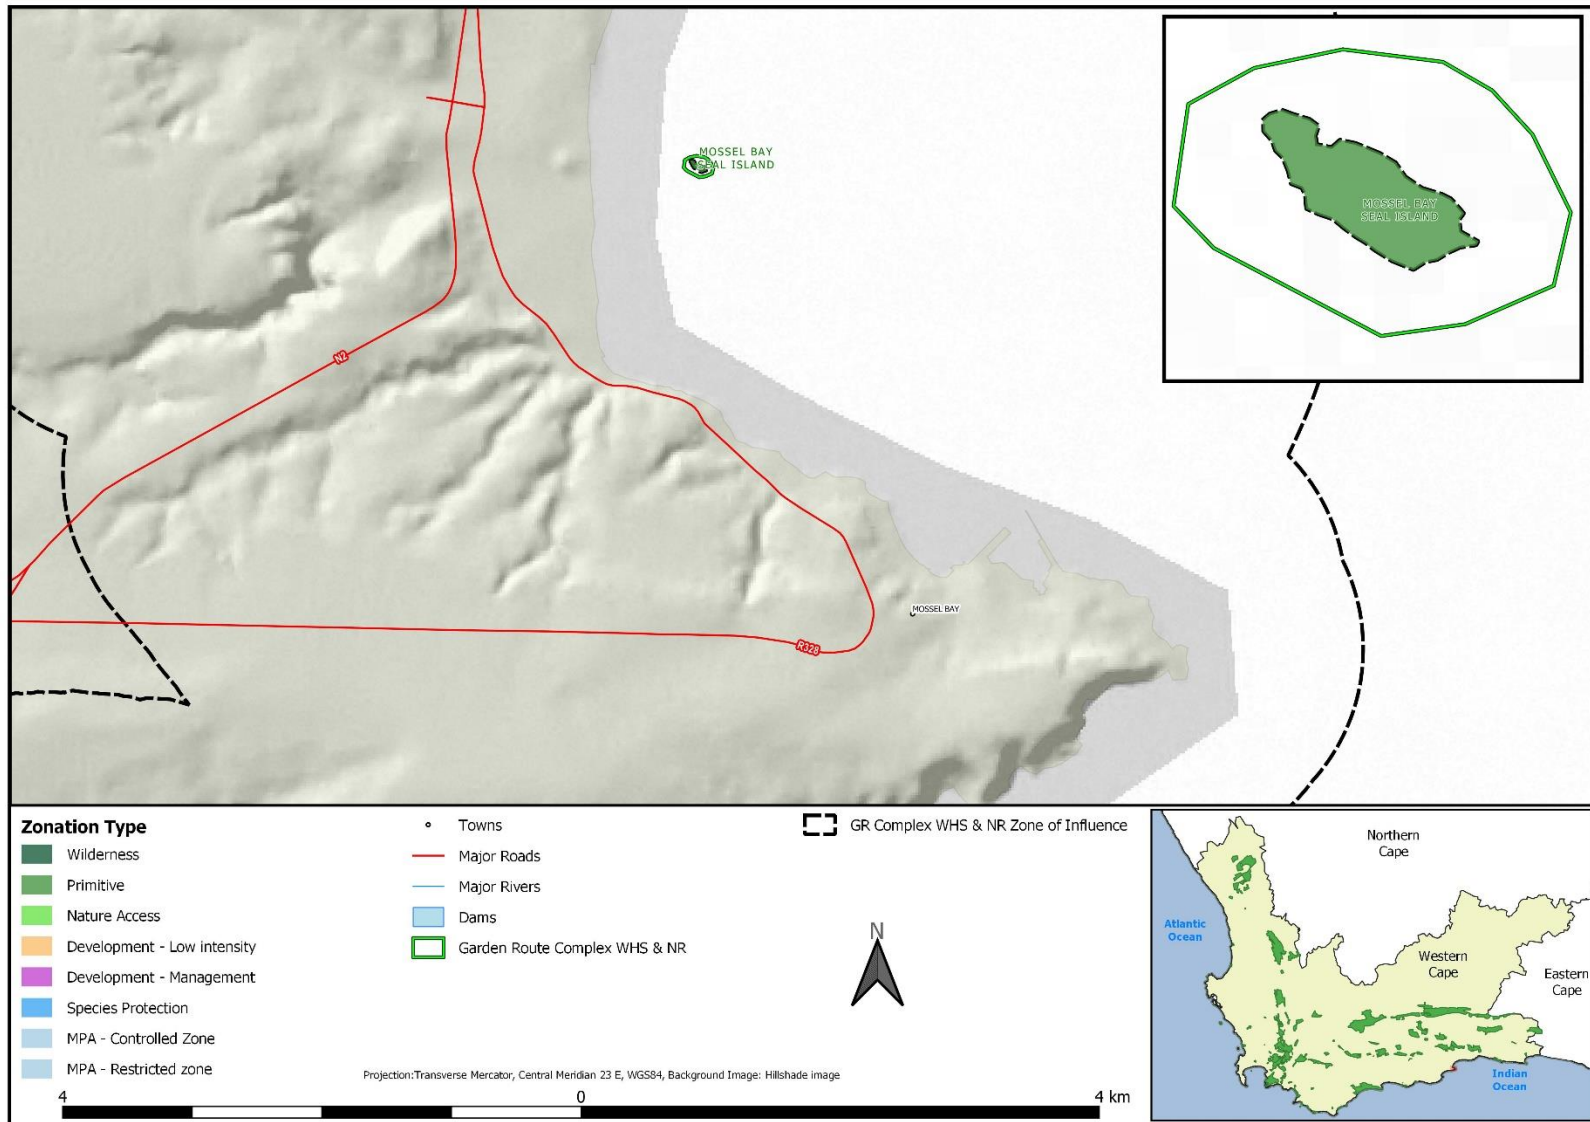 MOSSEL BAY
SEAL ISLAND
MOSSEL BAY
SEAL ISLAND
N2
MOSSEL BAY
R328
Zonation Type
Wilderness
Primitive
Nature Access
Development - Low intensity
Development - Management
Species Protection
MPA - Controlled Zone
MPA - Restricted zone
Towns
Major Roads
Major Rivers
Dams
Garden Route Complex WHS & NR
GR Complex WHS & NR Zone of Influence
N
Projection:Transverse Mercator, Central Meridian 23 E, WGS84, Background Image: Hillshade image
4 0 4 km
Northern
Cape
Atlantic
Ocean
Western
Cape
Eastern
Cape
Indian
Ocean